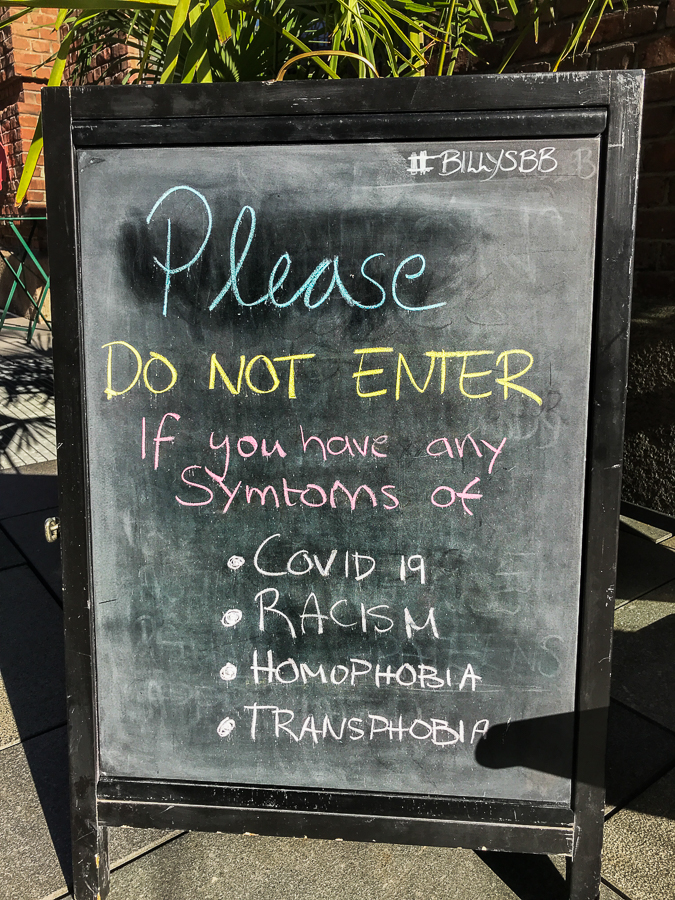 #BILLYSBB
Please
DO NOT ENTER
If you have any
Symtoms of
• COVID 19
• RACISM
• HOMOPHOBIA
• TRANSPHOBIA